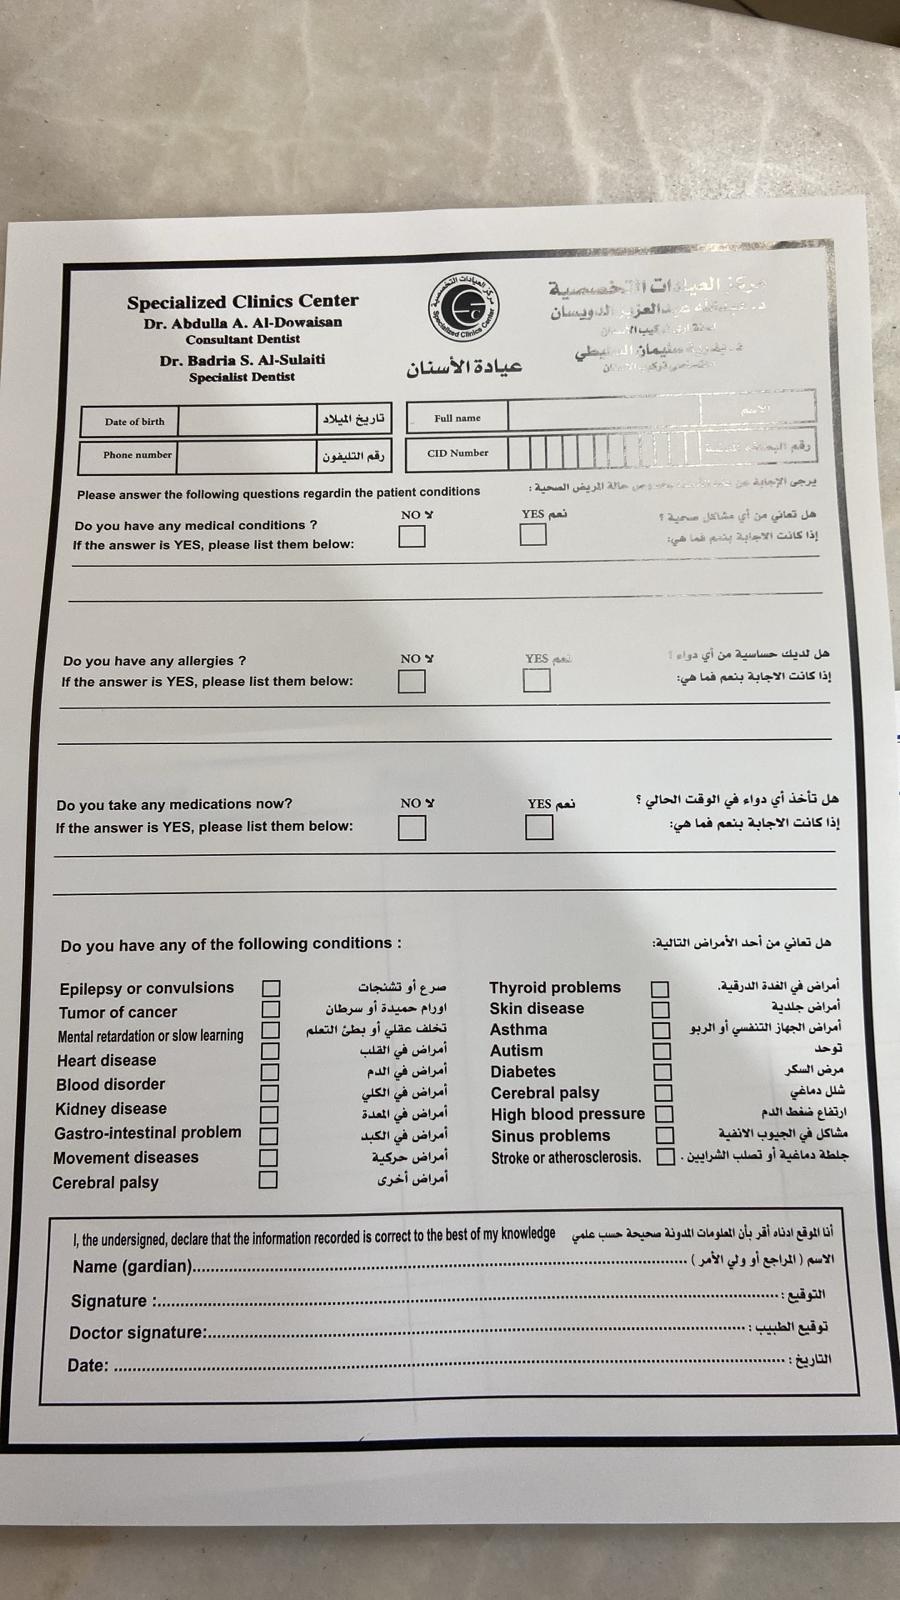 Specialized Clinics Center
Dr. Abdulla A. Al-Dowaisan
Consultant Dentist
Dr. Badria S. Al-Sulaiti
Specialist Dentist
مركز العيادات التخصصية
Specialized Clinics Center
عيادة الأسنان
مركز العيادات التخصصية
عبدالعزيز الدويسان
سليمان
Date of birth تاريخ الميلاد Full name الاسم
Phone number رقم التليفون CID Number رقم
Please answer the following questions regardin the patient conditions يرجى الإجابة حالة المريض الصحية :
Do you have any medical conditions ? NO لا YES نعم هل تعاني من أي مشاكل صحية ؟
If the answer is YES, please list them below: إذا كانت الاجابة بنعم فما هي:
Do you have any allergies ? NO لا YES نعم هل لديك حساسية من أي دواء ؟
If the answer is YES, please list them below: إذا كانت الاجابة بنعم فما هي:
Do you take any medications now? NO لا YES نعم هل تأخذ أي دواء في الوقت الحالي ؟
If the answer is YES, please list them below: إذا كانت الاجابة بنعم فما هي:
Do you have any of the following conditions : هل تعاني من أحد الأمراض التالية:
Epilepsy or convulsions صرع أو تشنجات
Tumor of cancer اورام حميدة أو سرطان
Mental retardation or slow learning تخلف عقلي أو بطئ التعلم
Heart disease أمراض في القلب
Blood disorder أمراض في الدم
Kidney disease أمراض في الكلي
Gastro-intestinal problem أمراض في المعدة
Movement diseases أمراض في الكبد
Cerebral palsy أمراض حركية
أمراض أخرى
Thyroid problems أمراض في الغدة الدرقية.
Skin disease أمراض جلدية
Asthma أمراض الجهاز التنفسي أو الربو
Autism توحد
Diabetes مرض السكر
Cerebral palsy شلل دماغي
High blood pressure ارتفاع ضغط الدم
Sinus problems مشاكل في الجيوب الانفية
Stroke or atherosclerosis. جلطة دماغية أو تصلب الشرايين .
I, the undersigned, declare that the information recorded is correct to the best of my knowledge أنا الموقع ادناه أقر بأن المعلومات المدونة صحيحة حسب علمي
Name (gardian)........ الاسم ( المراجع أو ولي الأمر )
Signature :........ التوقيع :
Doctor signature:........ توقيع الطبيب :
Date: ........ التاريخ :